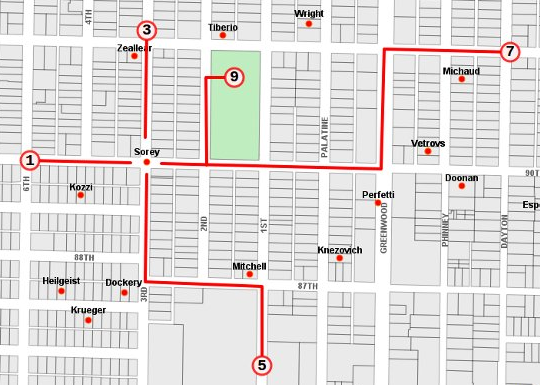 4TH
3
Tiberio
Wright
Zeallear
7
Michaud
9
PALATINE
Vetrovs
Sorey
1
6TH
Kozzi
Doonan
90T
Perfetti
Espe
2ND
1ST
GREENWOOD
PHINNEY
DAYTON
Knezovich
88TH
Mitchell
Heilgeist
Dockery
3RD
87TH
Krueger
5